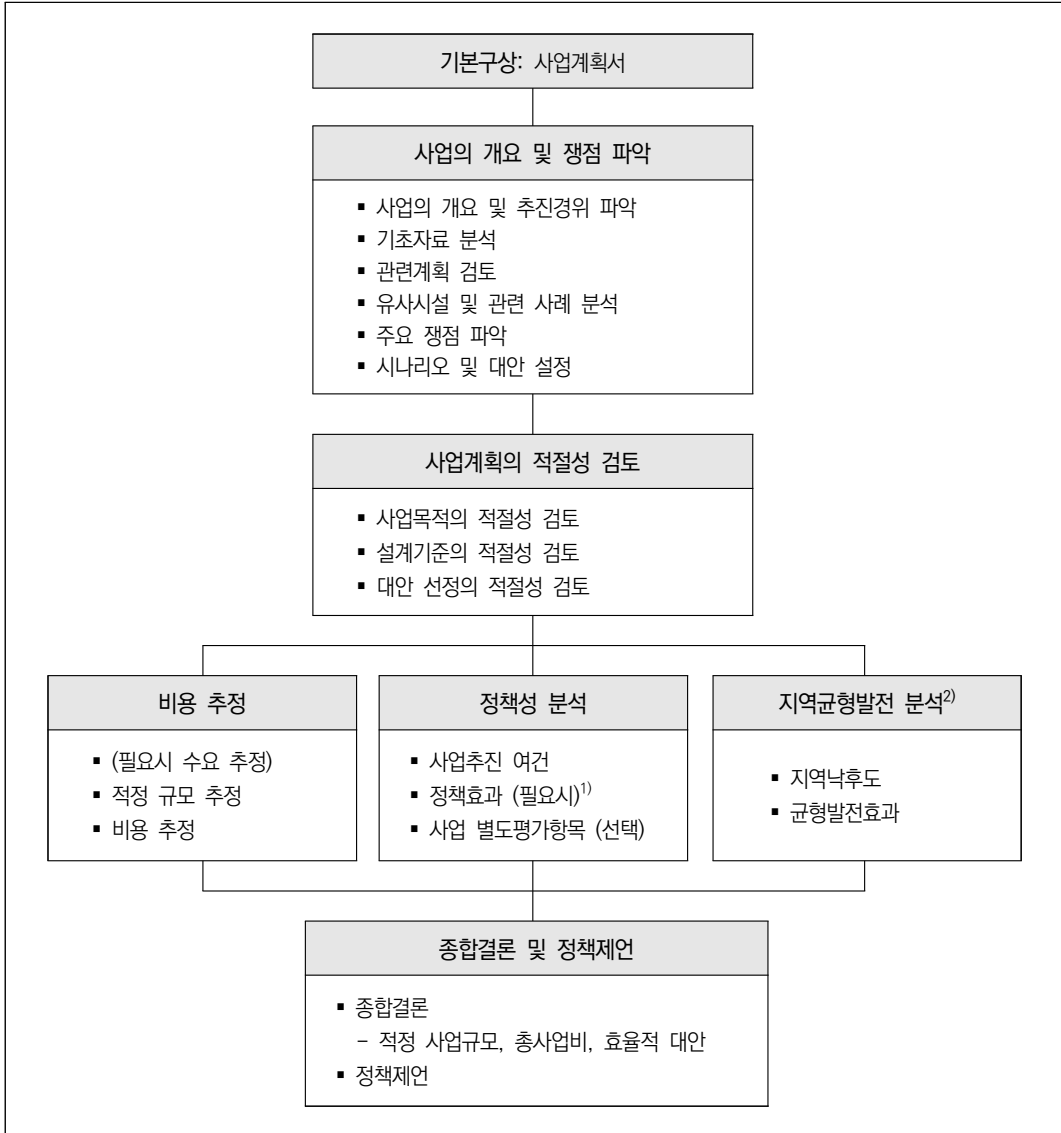 기본구상: 사업계획서
사업의 개요 및 쟁점 파악
▪ 사업의 개요 및 추진경위 파악
▪ 기초자료 분석
▪ 관련계획 검토
▪ 유사시설 및 관련 사례 분석
▪ 주요 쟁점 파악
▪ 시나리오 및 대안 설정
사업계획의 적절성 검토
▪ 사업목적의 적절성 검토
▪ 설계기준의 적절성 검토
▪ 대안 선정의 적절성 검토
비용 추정
▪ (필요시 수요 추정)
▪ 적정 규모 추정
▪ 비용 추정
정책성 분석
▪ 사업추진 여건
▪ 정책효과 (필요시)1)
▪ 사업 별도평가항목 (선택)
지역균형발전 분석2)
▪ 지역낙후도
▪ 균형발전효과
종합결론 및 정책제언
▪ 종합결론
– 적정 사업규모, 총사업비, 효율적 대안
▪ 정책제언